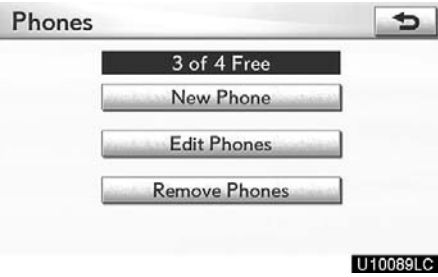 Phones
3 of 4 Free
New Phone
Edit Phones
Remove Phones
U10089LC